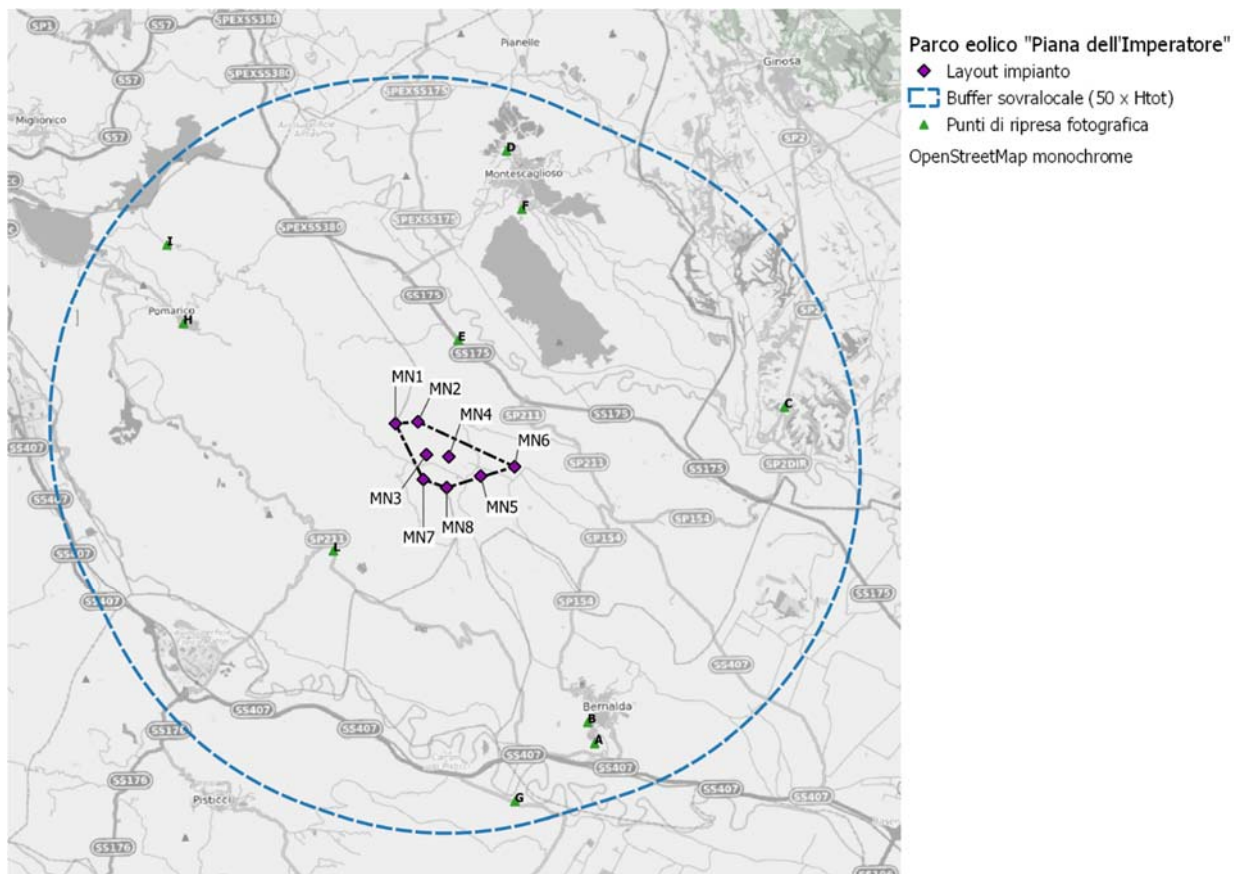 Parco eolico "Piana dell'Imperatore"
Layout impianto
Buffer sovralocale (50 x Htot)
Punti di ripresa fotografica
OpenStreetMap monochrome
SP1
SS7
SPEXSS380
Pianelle
Ginosa
SS7
SPEXSS380
SPEXSS175
Miglionico
SS7
SP2
D
Montescaglioso
F
SPEXSS175
SPEXSS380
I
SS175
SP2
Pomarico
H
E
SS175
MN1
MN2
C
MN4
SP211
SS175
MN6
SS407
SP211
SP2DIR
SS175
MN3
MN5
SS407
MN7
MN8
SP154
SP154
SP211
L
SS407
SS407
SP154
SS175
SS407
SS407
Bernalda
B
SS176
SS407
A
SS407
SS407
SS176
Pisticci
G
SS407
SS176